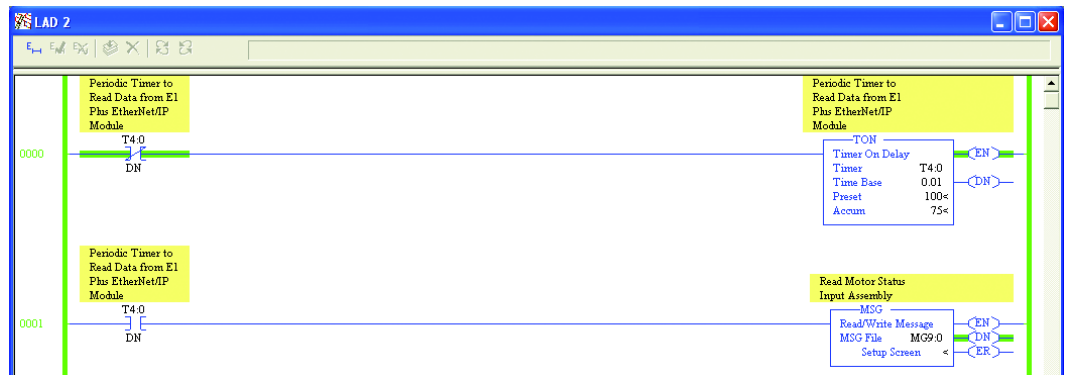 LAD 2
Periodic Timer to
Read Data from E1
Plus EtherNet/IP
Module
T4:0
DN
Periodic Timer to
Read Data from E1
Plus EtherNet/IP
Module
TON
Timer On Delay
Timer T4:0
Time Base 0.01
Preset 100<
Accum 75<
EN
DN
0000
Periodic Timer to
Read Data from E1
Plus EtherNet/IP
Module
T4:0
DN
Read Motor Status
Input Assembly
MSG
Read/Write Message
MSG File MG9:0
Setup Screen <
EN
DN
ER
0001